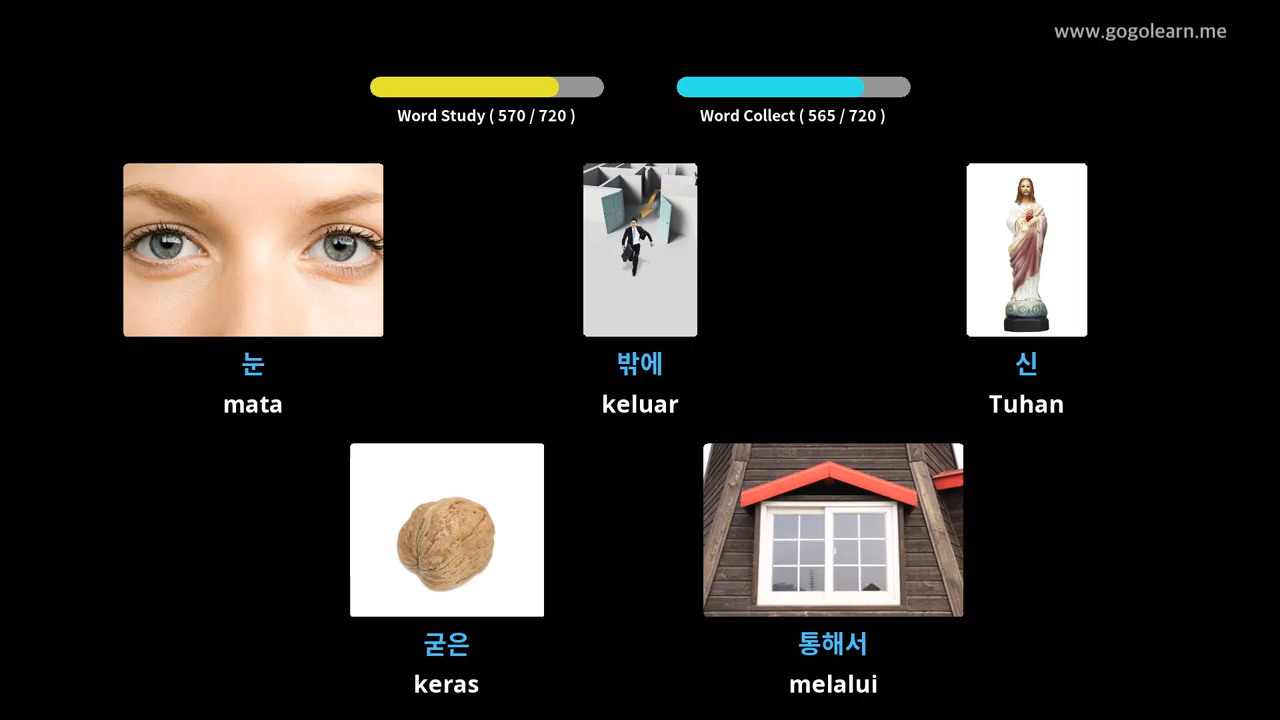 www.gogolearn.me
Word Study ( 570 / 720 )
Word Collect ( 565 / 720 )
눈
mata
밖에
keluar
신
Tuhan
굳은
keras
통해서
melalui